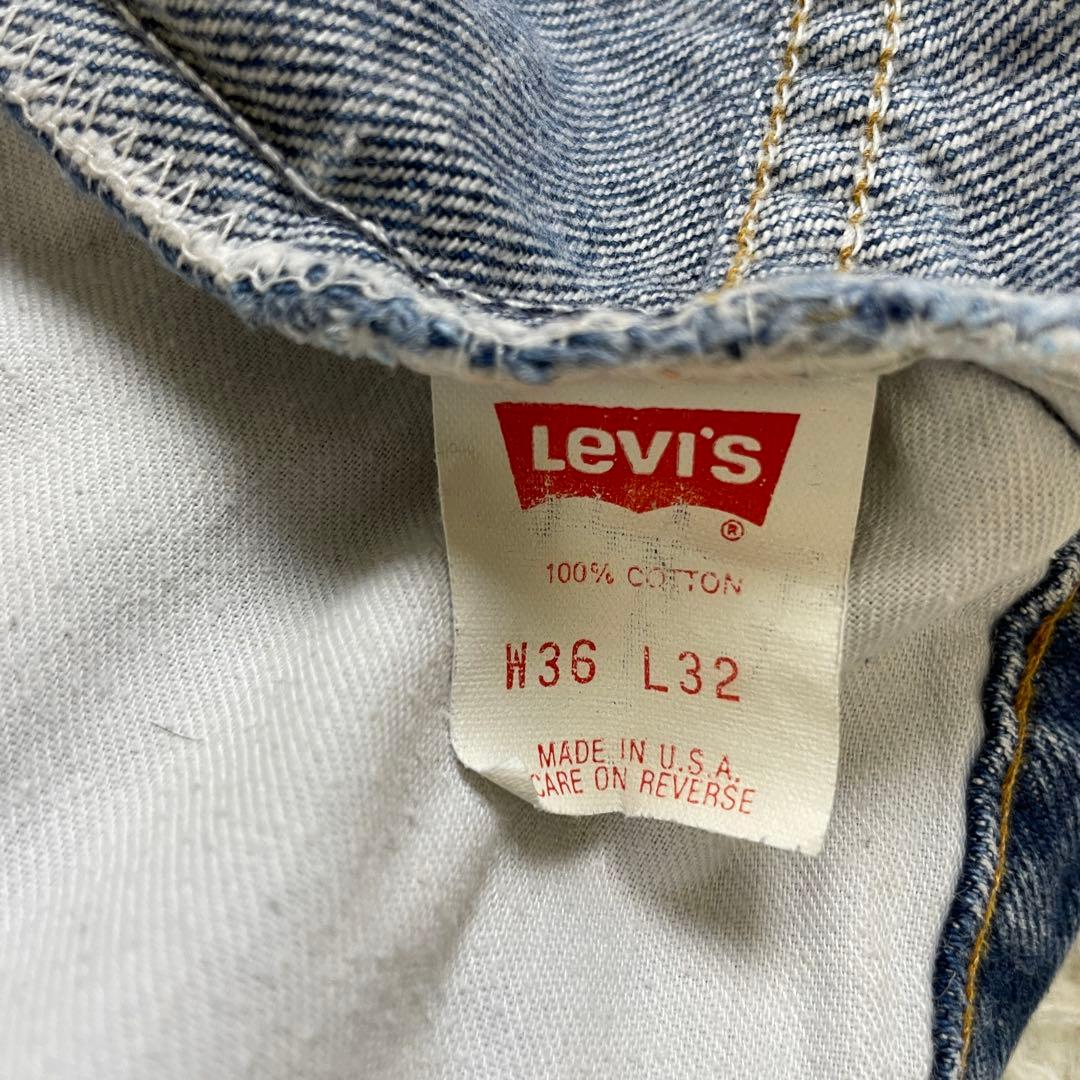 Levi's
®
100% COTTON
W36 L32
MADE IN U.S.A.
CARE ON REVERSE